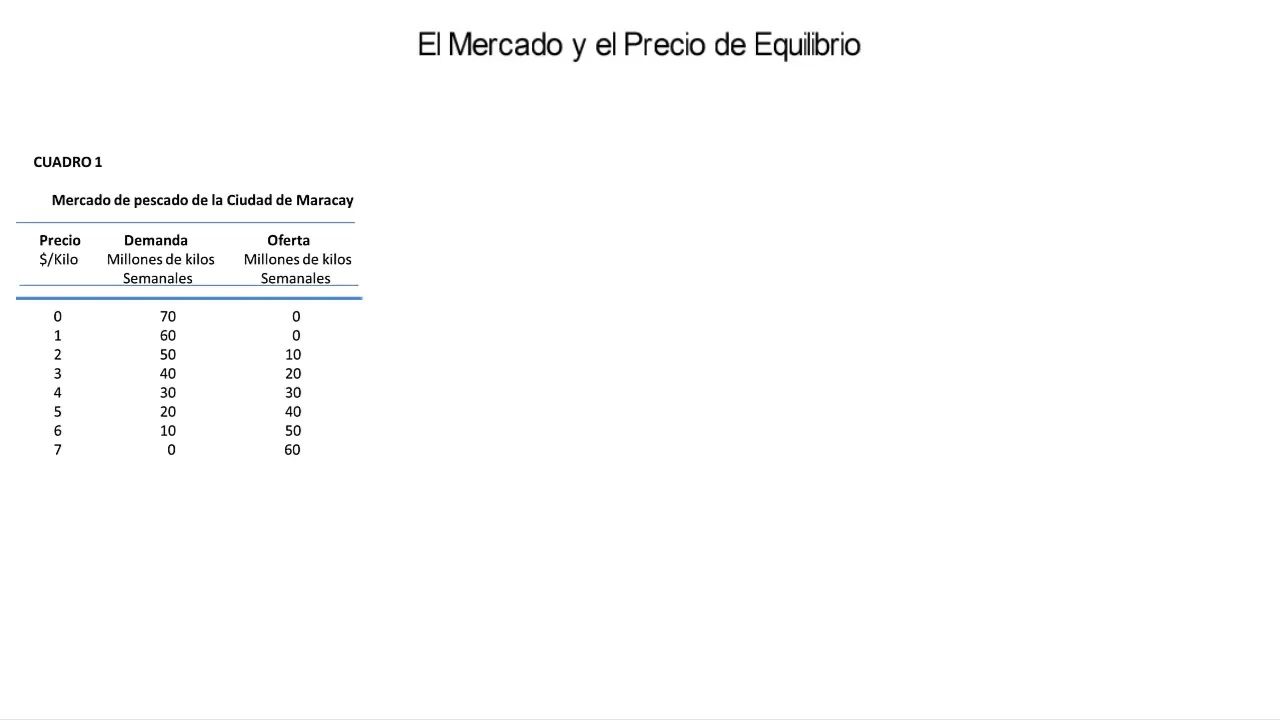 El Mercado y el Precio de Equilibrio
CUADRO 1
Mercado de pescado de la Ciudad de Maracay
Precio Demanda Oferta
$/Kilo Millones de kilos Millones de kilos
Semanales Semanales
0 70 0
1 60 0
2 50 10
3 40 20
4 30 30
5 20 40
6 10 50
7 0 60